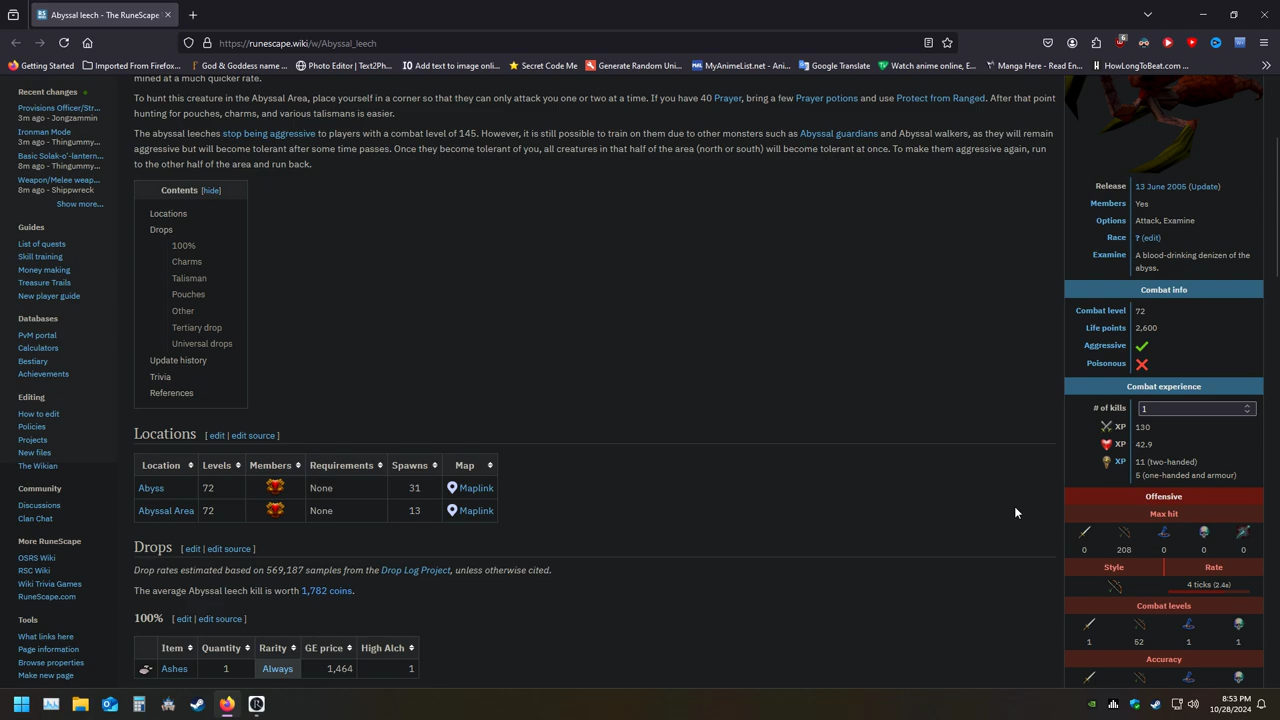 Abyssal leech - The RuneScape
https://runescape.wiki/w/Abyssal_leech
6
Getting Started
Imported From Firefox...
God & Goddess name ...
Photo Editor | Text2Ph...
Add text to image onli...
Secret Code Me
Generate Random Uni...
MyAnimeList.net - Ani...
Google Translate
Watch anime online, E...
Manga Here - Read En...
HowLongToBeat.com ...
Recent changes
Provisions Officer/Str...
3m ago - Jongzammin
Ironman Mode
3m ago - Thingummy...
Basic Solak-o'-lantern...
8m ago - Thingummy...
Weapon/Melee weap...
8m ago - Shippwreck
Show more...
Guides
List of quests
Skill training
Money making
Treasure Trails
New player guide
Databases
PvM portal
Calculators
Bestiary
Achievements
Editing
How to edit
Policies
Projects
New files
The Wikian
Community
Discussions
Clan Chat
More RuneScape
OSRS Wiki
RSC Wiki
Wiki Trivia Games
RuneScape.com
Tools
What links here
Page information
Browse properties
Make new page
mined at a much quicker rate.
To hunt this creature in the Abyssal Area, place yourself in a corner so that they can only attack you one or two at a time. If you have 40 Prayer, bring a few Prayer potions and use Protect from Ranged. After that point
hunting for pouches, charms, and various talismans is easier.
The abyssal leeches stop being aggressive to players with a combat level of 145. However, it is still possible to train on them due to other monsters such as Abyssal guardians and Abyssal walkers, as they will remain
aggressive but will become tolerant after some time passes. Once they become tolerant of you, all creatures in that half of the area (north or south) will become tolerant at once. To make them aggressive again, run
to the other half of the area and run back.
Contents [hide]
Locations
Drops
100%
Charms
Talisman
Pouches
Other
Tertiary drop
Universal drops
Update history
Trivia
References
Locations [ edit | edit source ]
Location Levels Members Requirements Spawns Map
Abyss 72 None 31 Maplink
Abyssal Area 72 None 13 Maplink
Drops [ edit | edit source ]
Drop rates estimated based on 569,187 samples from the Drop Log Project, unless otherwise cited.
The average Abyssal leech kill is worth 1,782 coins.
100% [ edit | edit source ]
Item Quantity Rarity GE price High Alch
Ashes 1 Always 1,464 1
Release 13 June 2005 (Update)
Members Yes
Options Attack, Examine
Race ? (edit)
Examine A blood-drinking denizen of the
abyss.
Combat info
Combat level 72
Life points 2,600
Aggressive
Poisonous
Combat experience
# of kills 1
XP 130
XP 42.9
XP 11 (two-handed)
5 (one-handed and armour)
Offensive
Max hit
0 208 0 0 0
Style Rate
4 ticks (2.4s)
Combat levels
1 52 1 1
Accuracy
8:53 PM
10/28/2024